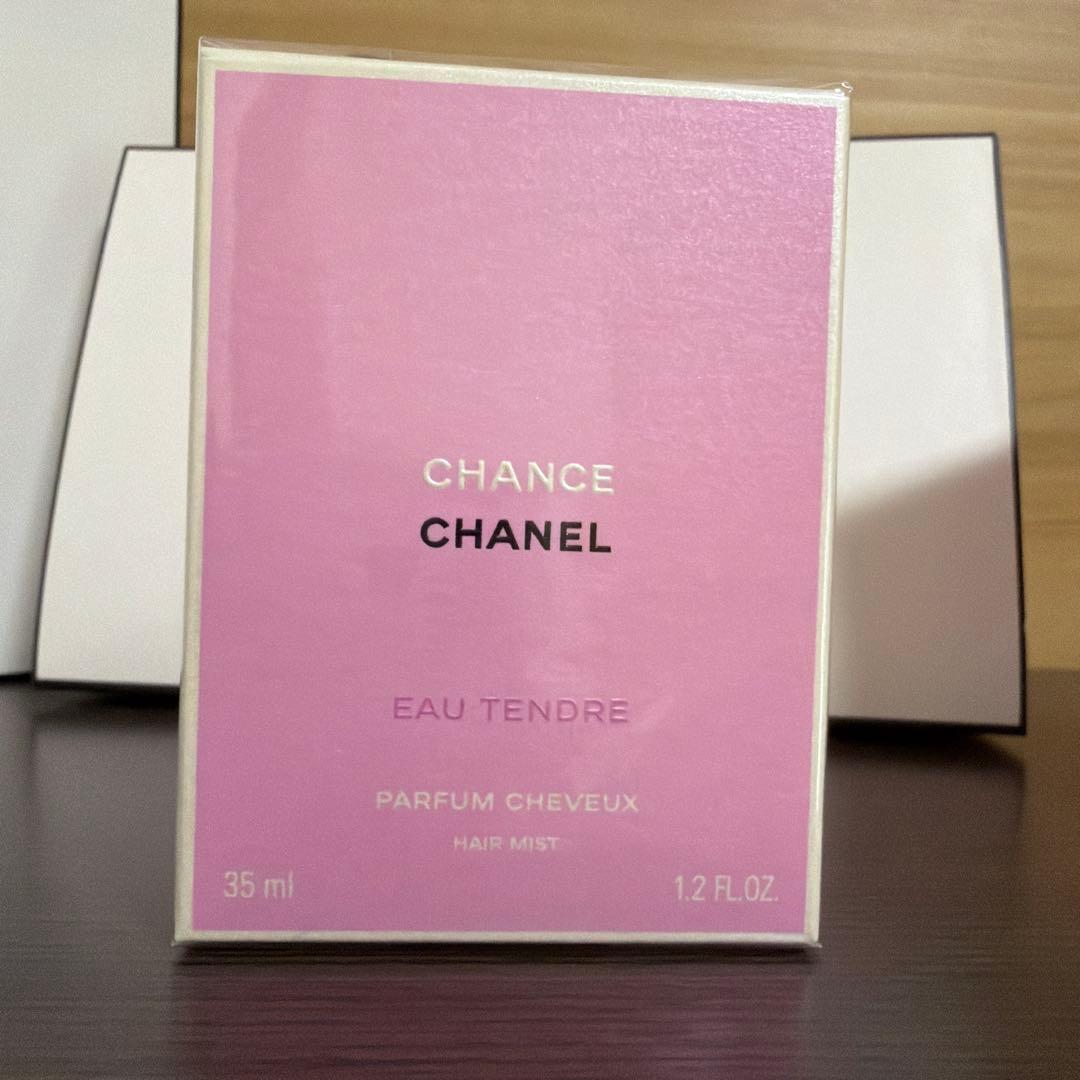 CHANCE
CHANEL
EAU TENDRE
PARFUM CHEVEUX
HAIR MIST
35 ml
1.2 FL.OZ.